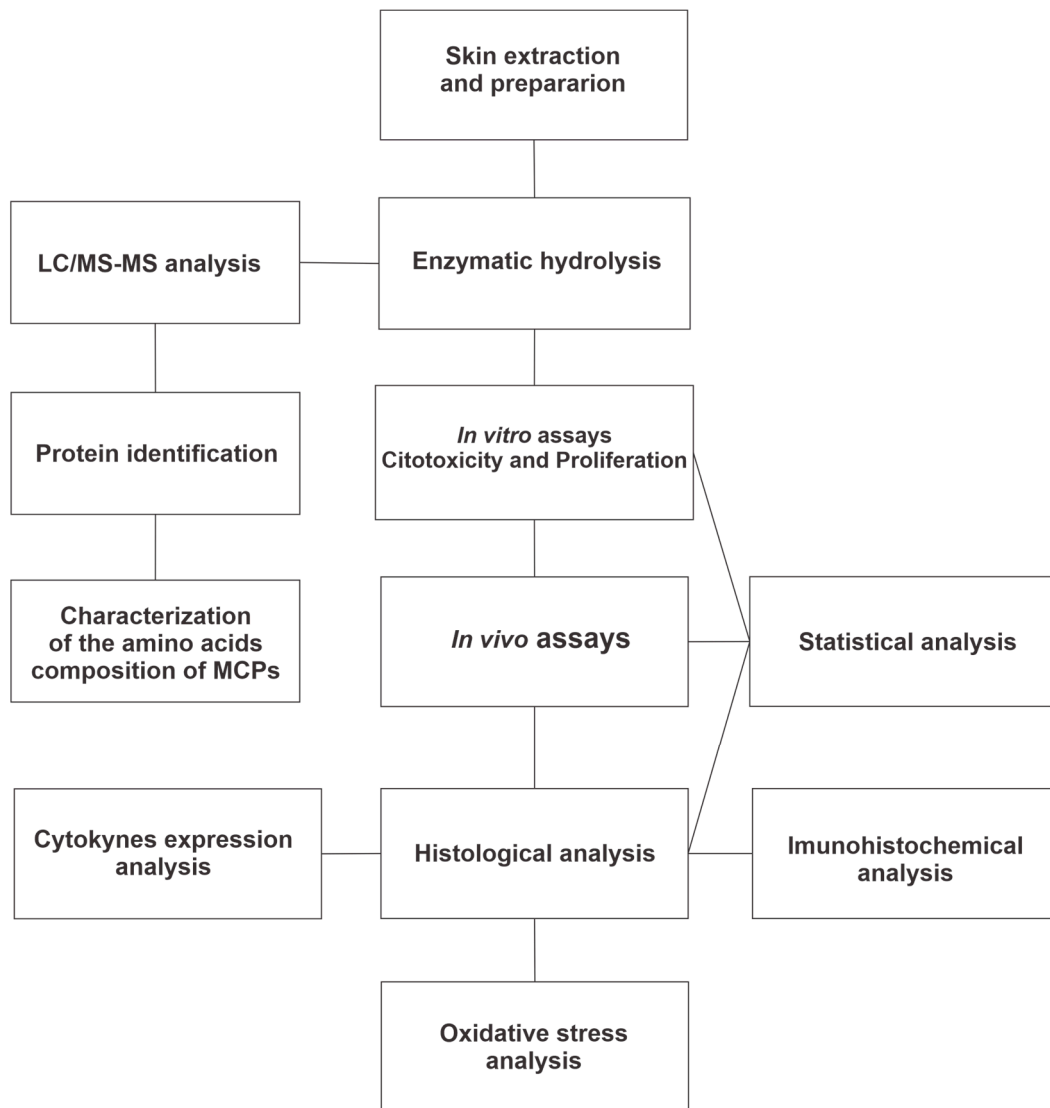 Skin extraction
and prepararion
LC/MS-MS analysis
Enzymatic hydrolysis
Protein identification
In vitro assays
Citotoxicity and Proliferation
Characterization
of the amino acids
composition of MCPs
In vivo assays
Statistical analysis
Cytokynes expression
analysis
Histological analysis
Imunohistochemical
analysis
Oxidative stress
analysis